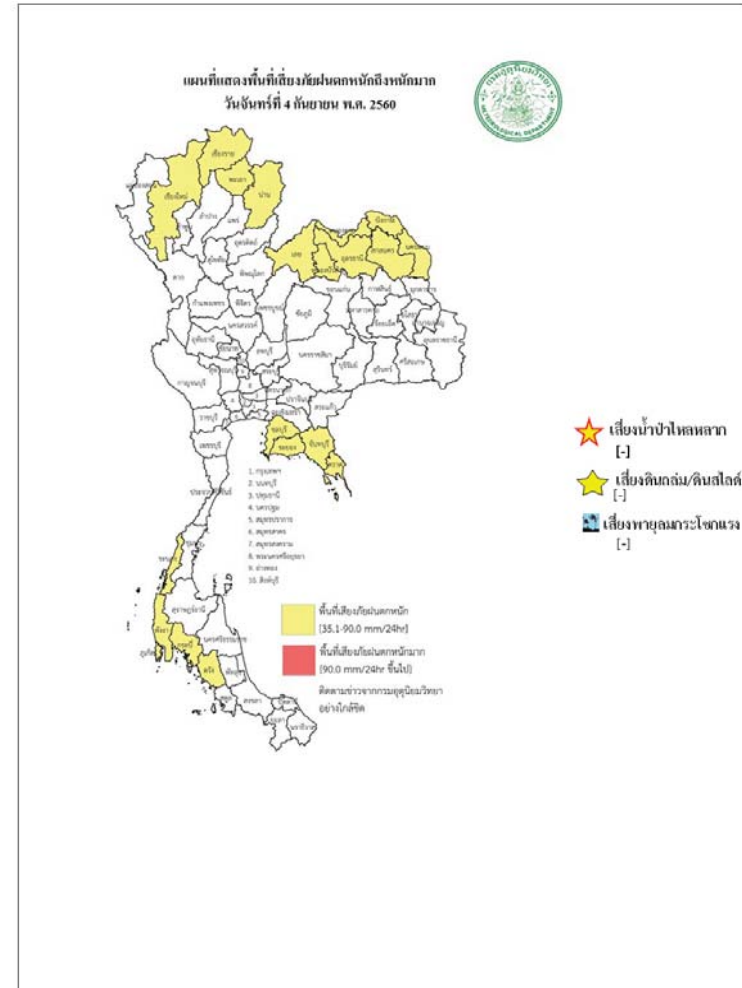 แผนที่แสดงพื้นที่เสี่ยงภัยฝนตกหนักถึงหนักมาก
วันจันทร์ที่ 4 กันยายน พ.ศ. 2560
กรมอุตุนิยมวิทยา
METEOROLOGICAL DEPARTMENT
เชียงราย
พะเยา
เชียงใหม่
น่าน
ลำปาง
แพร่
อุตรดิตถ์
บึงกาฬ
เลย
อุดรธานี
สกลนคร
นครพนม
สุโขทัย
ตาก
พิษณุโลก
ขอนแก่น
กาฬสินธุ์
มุกดาหาร
กำแพงเพชร
พิจิตร
เพชรบูรณ์
ชัยภูมิ
มหาสารคาม
ร้อยเอ็ด
นครสวรรค์
อุบลราชธานี
อุทัยธานี
ชัยนาท
ลพบุรี
นครราชสีมา
บุรีรัมย์
สุรินทร์
ศรีสะเกษ
กาญจนบุรี
สระบุรี
ปราจีนบุรี
สระแก้ว
ฉะเชิงเทรา
ราชบุรี
ชลบุรี
ระยอง
จันทบุรี
ตราด
เพชรบุรี
ประจวบคีรีขันธ์
1. กรุงเทพฯ
2. นนทบุรี
3. ปทุมธานี
4. นครปฐม
5. สมุทรปราการ
6. สมุทรสาคร
7. สมุทรสงคราม
8. พระนครศรีอยุธยา
9. อ่างทอง
10. สิงห์บุรี
ชุมพร
ระนอง
สุราษฎร์ธานี
พังงา
ภูเก็ต
กระบี่
นครศรีธรรมราช
ตรัง
พัทลุง
สตูล
สงขลา
ปัตตานี
ยะลา
นราธิวาส
พื้นที่เสี่ยงภัยฝนตกหนัก
[35.1-90.0 mm/24hr]
พื้นที่เสี่ยงภัยฝนตกหนักมาก
[90.0 mm/24hr ขึ้นไป]
ติดตามข่าวจากกรมอุตุนิยมวิทยา
อย่างใกล้ชิด
เสี่ยงน้ำป่าไหลหลาก
[-]
เสี่ยงดินถล่ม/ดินสไลด์
[-]
เสี่ยงพายุลมกระโชกแรง
[-]